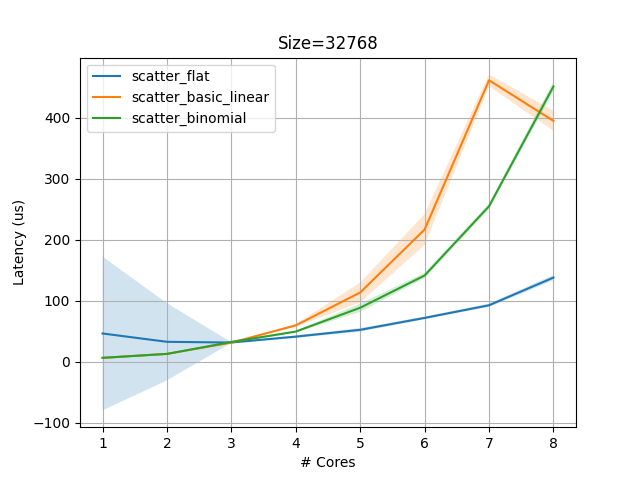 Size=32768
scatter_flat
scatter_basic_linear
scatter_binomial
Latency (us)
400
300
200
100
0
−100
1 2 3 4 5 6 7 8
# Cores